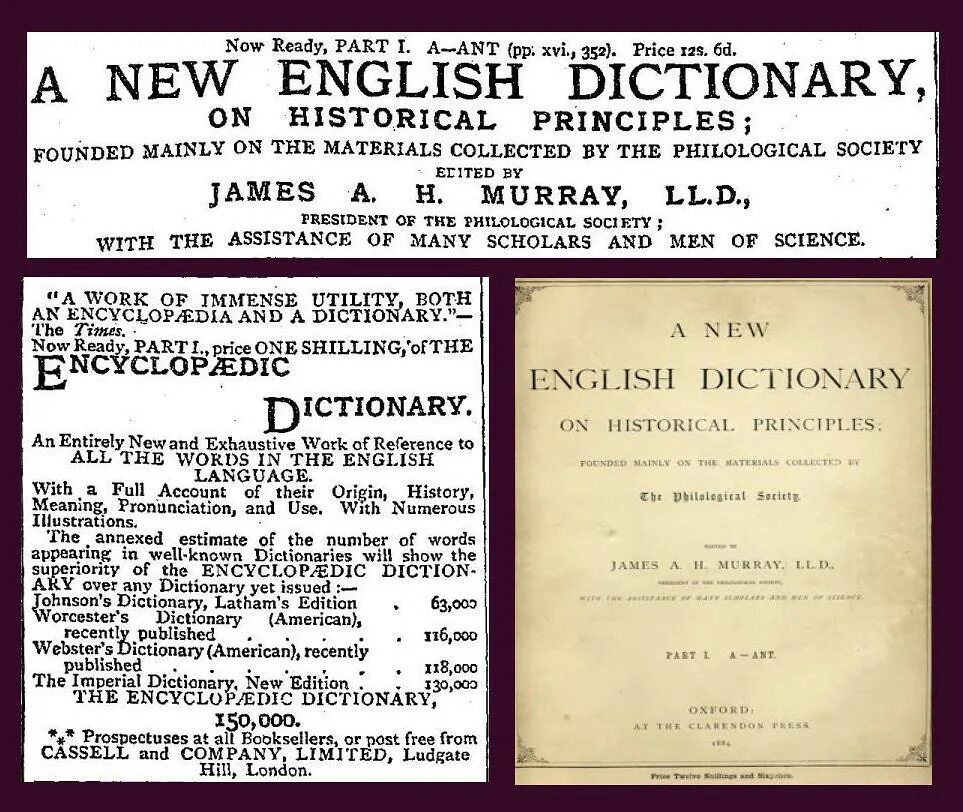 Now Ready, PART I. A—ANT (pp. xvi., 352). Price 12s. 6d.
A NEW ENGLISH DICTIONARY,
ON HISTORICAL PRINCIPLES;
FOUNDED MAINLY ON THE MATERIALS COLLECTED BY THE PHILOLOGICAL SOCIETY
EDITED BY
JAMES A. H. MURRAY, LL.D.,
PRESIDENT OF THE PHILOLOGICAL SOCIETY;
WITH THE ASSISTANCE OF MANY SCHOLARS AND MEN OF SCIENCE.
"A WORK OF IMMENSE UTILITY, BOTH
AN ENCYCLOPÆDIA AND A DICTIONARY."—
The Times.
Now Ready, PART I., price ONE SHILLING, of THE
ENCYCLOPÆDIC
DICTIONARY.
An Entirely New and Exhaustive Work of Reference to
ALL THE WORDS IN THE ENGLISH
LANGUAGE.
With a Full Account of their Origin, History,
Meaning, Pronunciation, and Use. With Numerous
Illustrations.
The annexed estimate of the number of words
appearing in well-known Dictionaries will show the
superiority of the ENCYCLOPÆDIC DICTION-
ARY over any Dictionary yet issued :—
Johnson's Dictionary, Latham's Edition . 63,000
Worcester's Dictionary (American),
recently published . . . . . 116,000
Webster's Dictionary (American), recently
published . . . . . . 118,000
The Imperial Dictionary, New Edition . . 130,000
THE ENCYCLOPÆDIC DICTIONARY,
150,000.
*** Prospectuses at all Booksellers, or post free from
CASSELL and COMPANY, LIMITED, Ludgate
Hill, London.
A NEW
ENGLISH DICTIONARY
ON HISTORICAL PRINCIPLES;
FOUNDED MAINLY ON THE MATERIALS COLLECTED BY
The Philological Society.
EDITED BY
JAMES A. H. MURRAY, LL.D.,
PRESIDENT OF THE PHILOLOGICAL SOCIETY,
WITH THE ASSISTANCE OF MANY SCHOLARS AND MEN OF SCIENCE.
PART I. A—ANT.
OXFORD:
AT THE CLARENDON PRESS.
1884
Price Twelve Shillings and Sixpence.